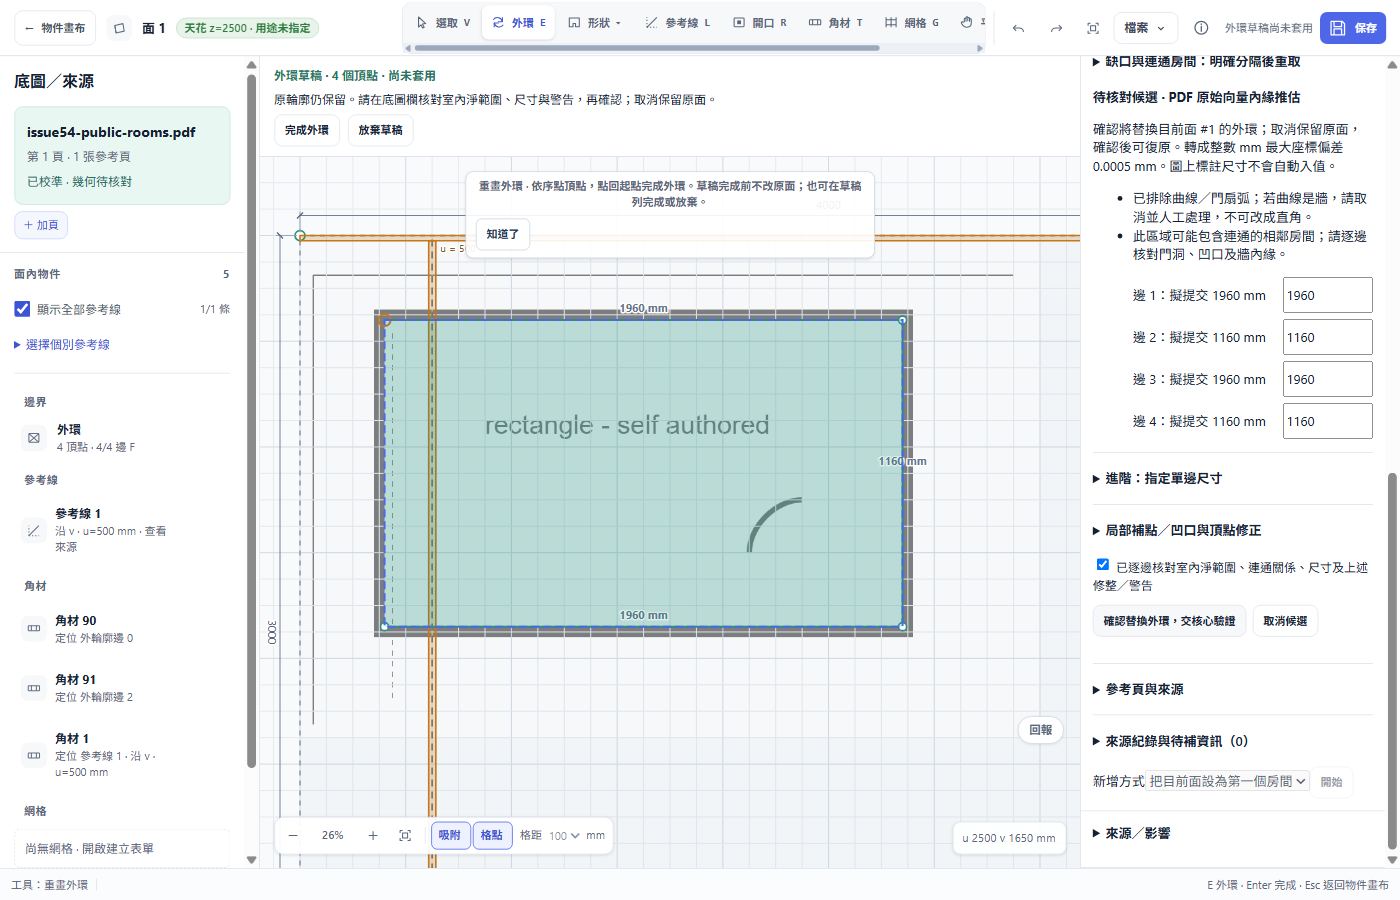 ← 物件畫布
面 1
天花 z=2500 · 用途未指定
選取 V
外環 E
形狀
參考線 L
開口 R
角材 T
網格 G
檔案
外環草稿尚未套用
保存
底圖／來源
issue54-public-rooms.pdf
第 1 頁 · 1 張參考頁
已校準 · 幾何待核對
＋ 加頁
面內物件
5
顯示全部參考線
1/1 條
選擇個別參考線
邊界
外環
4 頂點 · 4/4 邊 F
參考線
參考線 1
沿 v · u=500 mm · 查看
來源
角材
角材 90
定位 外輪廓邊 0
角材 91
定位 外輪廓邊 2
角材 1
定位 參考線 1 · 沿 v ·
u=500 mm
網格
尚無網格 · 開啟建立表單
外環草稿 · 4 個頂點 · 尚未套用
原輪廓仍保留。請在底圖欄核對室內淨範圍、尺寸與警告，再確認；取消保留原面。
完成外環
放棄草稿
重畫外環 · 依序點頂點，點回起點完成外環。草稿完成前不改原面；也可在草稿
列完成或放棄。
4000
知道了
u = 5
1960 mm
rectangle - self authored
1160 mm
1960 mm
3000
回報
26%
吸附
格點
格距
100
mm
u 2500 v 1650 mm
缺口與連通房間：明確分隔後重取
待核對候選 · PDF 原始向量內緣推估
確認將替換目前面 #1 的外環；取消保留原面，
確認後可復原。轉成整數 mm 最大座標偏差
0.0005 mm。圖上標註尺寸不會自動入值。
已排除曲線／門扇弧；若曲線是牆，請取
消並人工處理，不可改成直角。
此區域可能包含連通的相鄰房間；請逐邊
核對門洞、凹口及牆內緣。
邊 1：擬提交 1960 mm
1960
邊 2：擬提交 1160 mm
1160
邊 3：擬提交 1960 mm
1960
邊 4：擬提交 1160 mm
1160
進階：指定單邊尺寸
局部補點／凹口與頂點修正
已逐邊核對室內淨範圍、連通關係、尺寸及上述
修整／警告
確認替換外環，交核心驗證
取消候選
參考頁與來源
來源紀錄與待補資訊（0）
新增方式
把目前面設為第一個房間
開始
來源／影響
工具：重畫外環
E 外環 · Enter 完成 · Esc 返回物件畫布